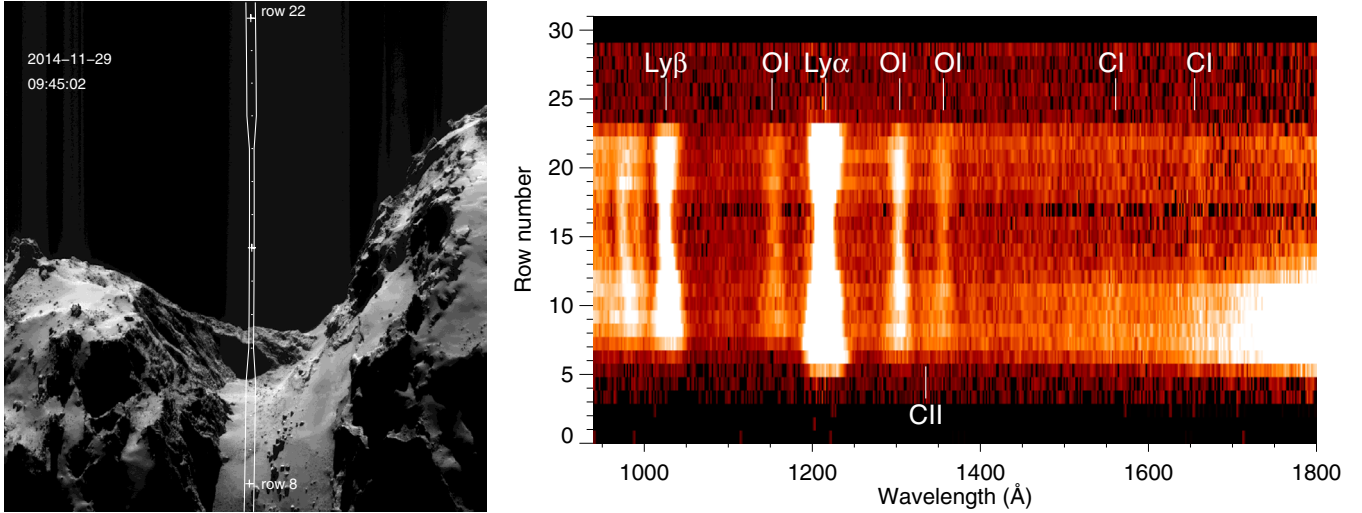 row 22
2014−11−29
09:45:02
row 8
Row number
30
25
20
15
10
5
0
Lyβ OI Lyα OI OI CI CI
CII
1000 1200 1400 1600 1800
Wavelength (Å)